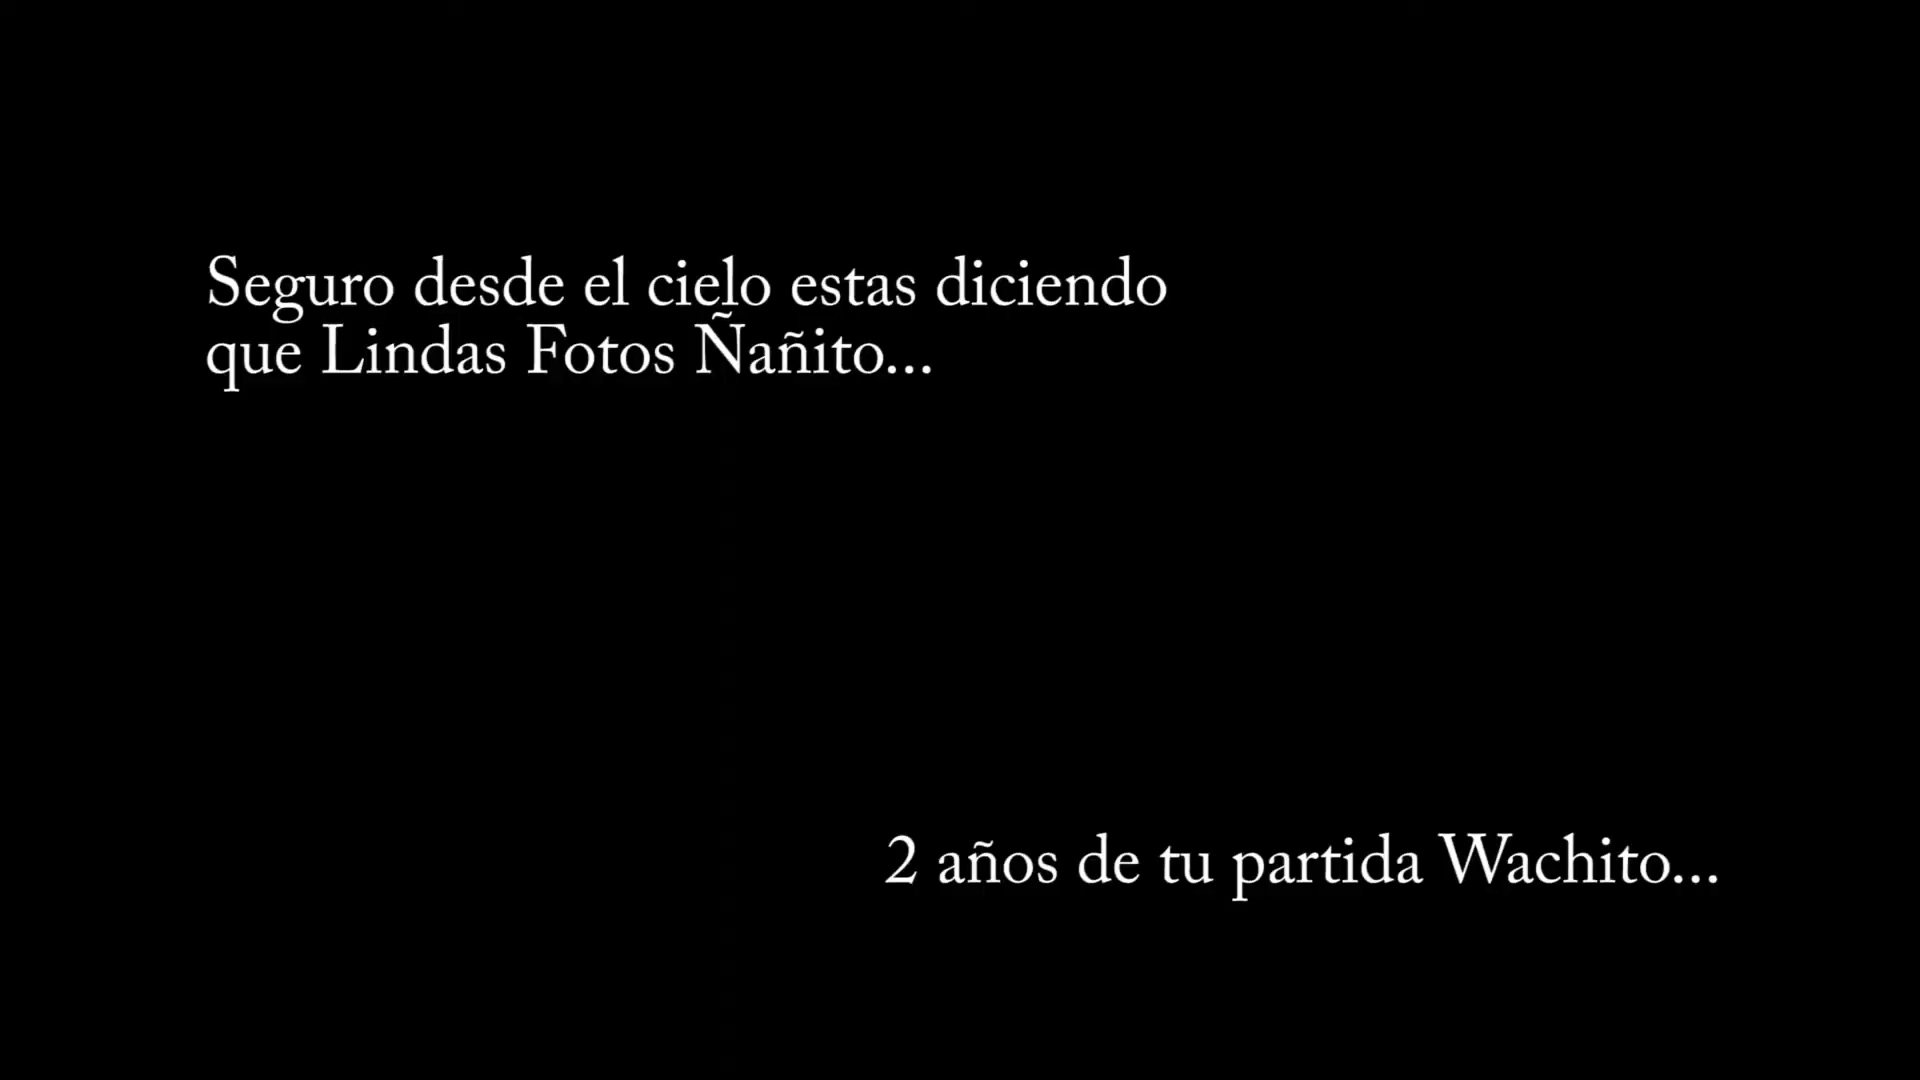 Seguro desde el cielo estas diciendo
que Lindas Fotos Ñañito...
2 años de tu partida Wachito...